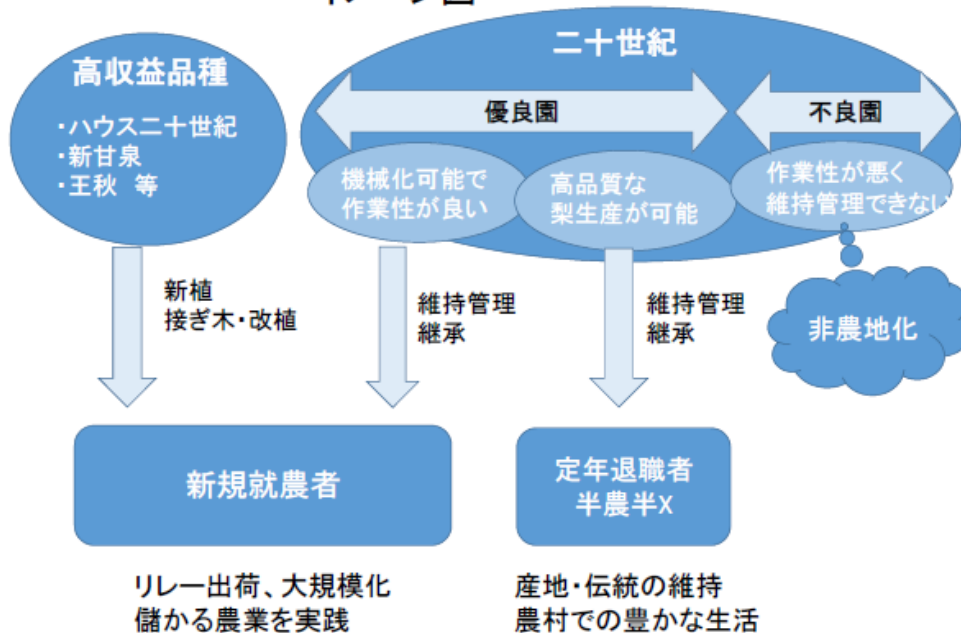 二十世紀
高収益品種
・ハウス二十世紀
・新甘泉
・王秋 等
優良園
不良園
機械化可能で
作業性が良い
高品質な
梨生産が可能
作業性が悪く
維持管理できない
新植
接ぎ木・改植
維持管理
継承
維持管理
継承
非農地化
新規就農者
定年退職者
半農半X
リレー出荷、大規模化
儲かる農業を実践
産地・伝統の維持
農村での豊かな生活